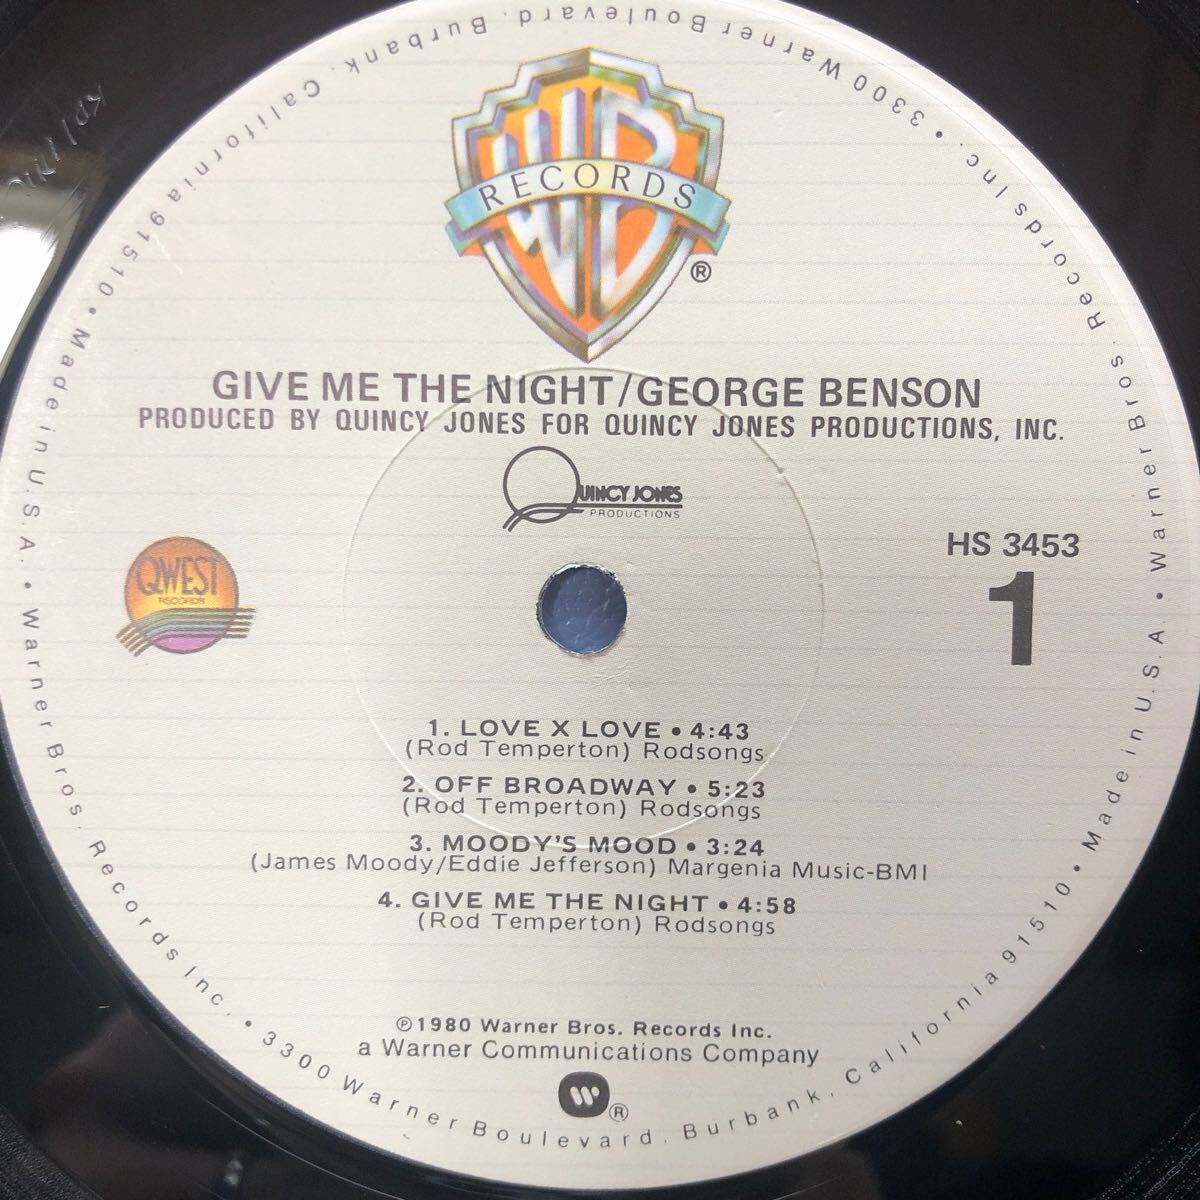 WB
RECORDS
®
GIVE ME THE NIGHT/GEORGE BENSON
PRODUCED BY QUINCY JONES FOR QUINCY JONES PRODUCTIONS, INC.
QUINCY JONES
PRODUCTIONS
QWEST
RECORDS
HS 3453
1
1. LOVE X LOVE • 4:43
(Rod Temperton) Rodsongs
2. OFF BROADWAY • 5:23
(Rod Temperton) Rodsongs
3. MOODY'S MOOD • 3:24
(James Moody/Eddie Jefferson) Margenia Music-BMI
4. GIVE ME THE NIGHT • 4:58
(Rod Temperton) Rodsongs
℗1980 Warner Bros. Records Inc.
a Warner Communications Company
W®
Made in U.S.A. • Warner Bros. Records Inc. • 3300 Warner Boulevard. Burbank, California 91510 • Made in U.S.A. • Warner Bros. Records Inc. • 3300 Warner Boulevard. Burbank, California 91510 •